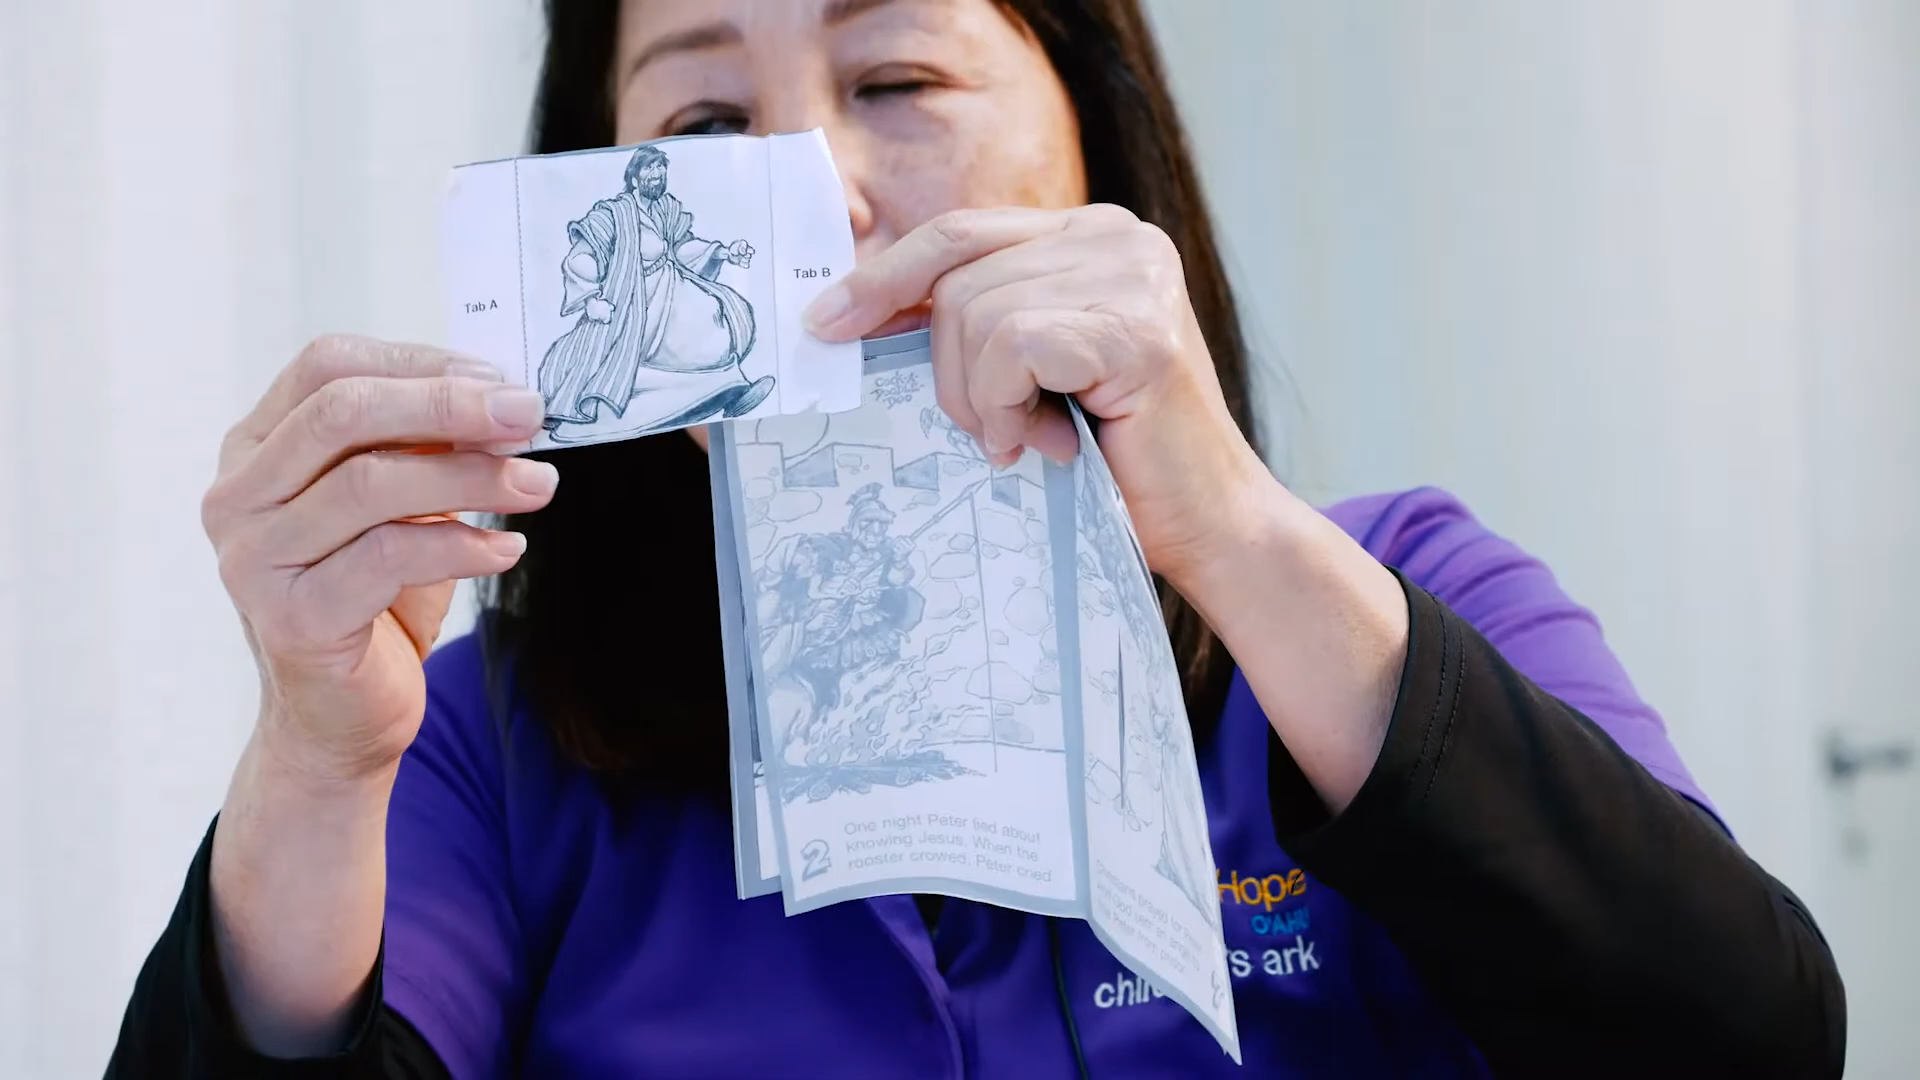 Tab A
Tab B
COCK-A-
DOODLE-
DOO
2
One night Peter lied about
knowing Jesus. When the
rooster crowed, Peter cried
Hope
O'AHU
ark